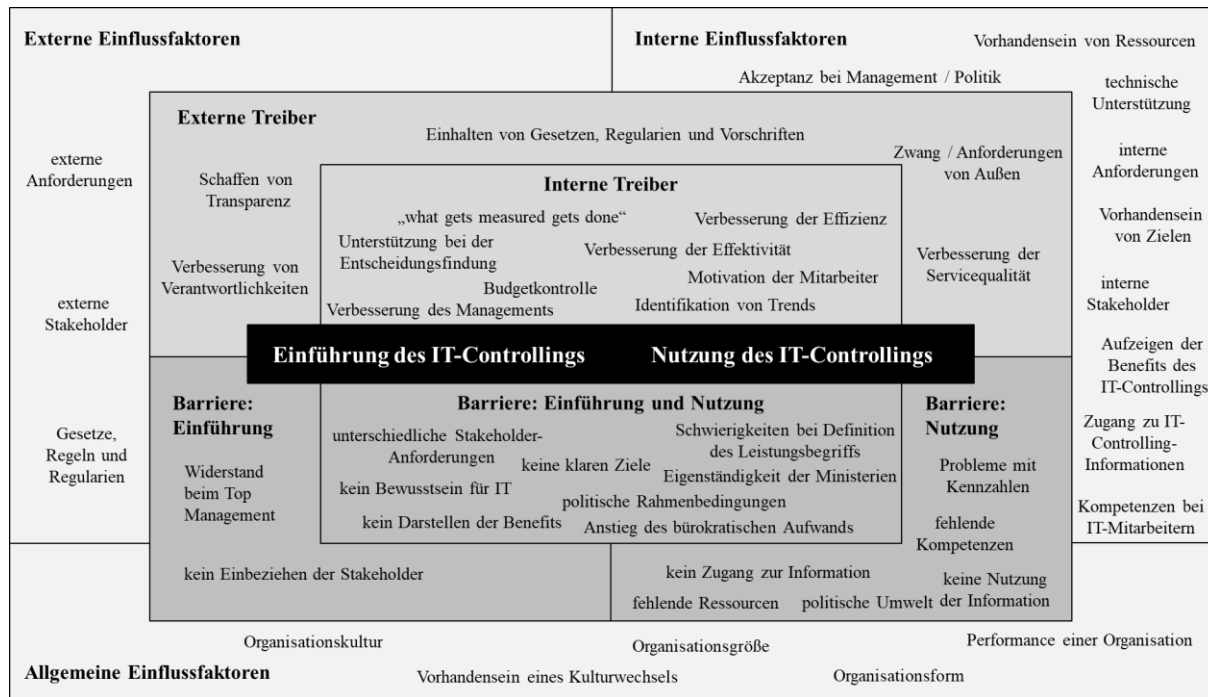 Externe Einflussfaktoren
externe
Anforderungen
externe
Stakeholder
Gesetze,
Regeln und
Regularien
Interne Einflussfaktoren
Vorhandensein von Ressourcen
Akzeptanz bei Management / Politik
technische
Unterstützung
interne
Anforderungen
Vorhandensein
von Zielen
interne
Stakeholder
Aufzeigen der
Benefits des
IT-Controllings
Zugang zu IT-
Controlling-
Informationen
Kompetenzen bei
IT-Mitarbeitern
Externe Treiber
Einhalten von Gesetzen, Regularien und Vorschriften
Schaffen von
Transparenz
Verbesserung von
Verantwortlichkeiten
Zwang / Anforderungen
von Außen
Verbesserung der
Servicequalität
Interne Treiber
„what gets measured gets done“
Verbesserung der Effizienz
Unterstützung bei der
Entscheidungsfindung
Verbesserung der Effektivität
Motivation der Mitarbeiter
Budgetkontrolle
Identifikation von Trends
Verbesserung des Managements
Einführung des IT-Controllings
Nutzung des IT-Controllings
Barriere:
Einführung
Widerstand
beim Top
Management
kein Einbeziehen der Stakeholder
Barriere: Einführung und Nutzung
unterschiedliche Stakeholder-
Anforderungen
Schwierigkeiten bei Definition
des Leistungsbegriffs
keine klaren Ziele
Eigenständigkeit der Ministerien
kein Bewusstsein für IT
politische Rahmenbedingungen
kein Darstellen der Benefits
Anstieg des bürokratischen Aufwands
Barriere:
Nutzung
Probleme mit
Kennzahlen
fehlende
Kompetenzen
kein Zugang zur Information
keine Nutzung
der Information
fehlende Ressourcen
politische Umwelt
Allgemeine Einflussfaktoren
Organisationskultur
Vorhandensein eines Kulturwechsels
Organisationsgröße
Organisationsform
Performance einer Organisation